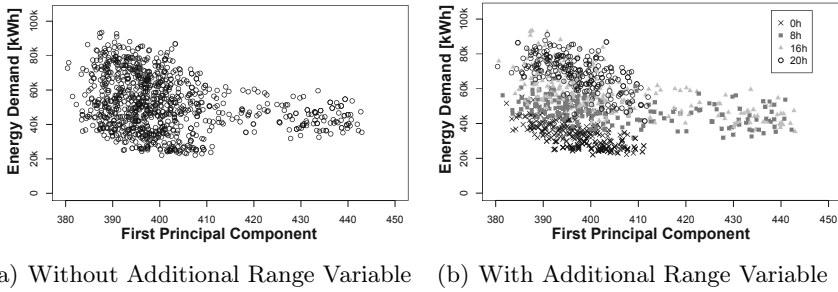 Energy Demand [kWh]
100k
80k
60k
40k
20k
0
380 390 400 410 420 430 440 450
First Principal Component
a) Without Additional Range Variable
Energy Demand [kWh]
100k
80k
60k
40k
20k
0
0h
8h
16h
20h
380 390 400 410 420 430 440 450
First Principal Component
(b) With Additional Range Variable